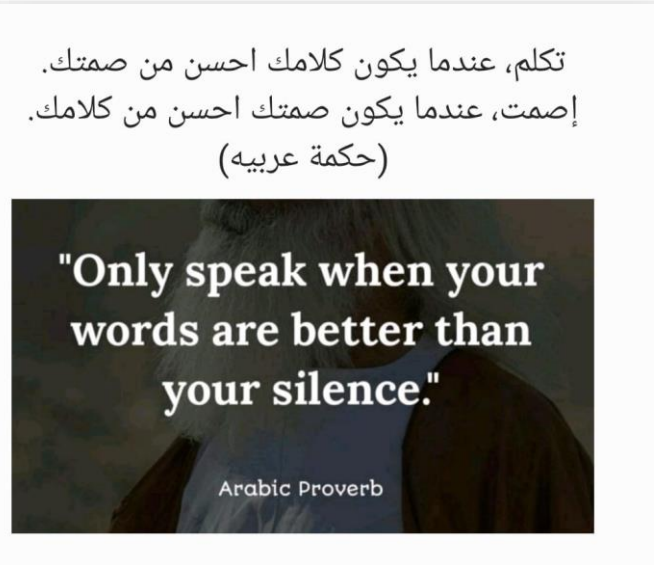 تكلم، عندما يكون كلامك احسن من صمتك.
إصمت، عندما يكون صمتك احسن من كلامك.
(حكمة عربيه)
"Only speak when your
words are better than
your silence."
Arabic Proverb